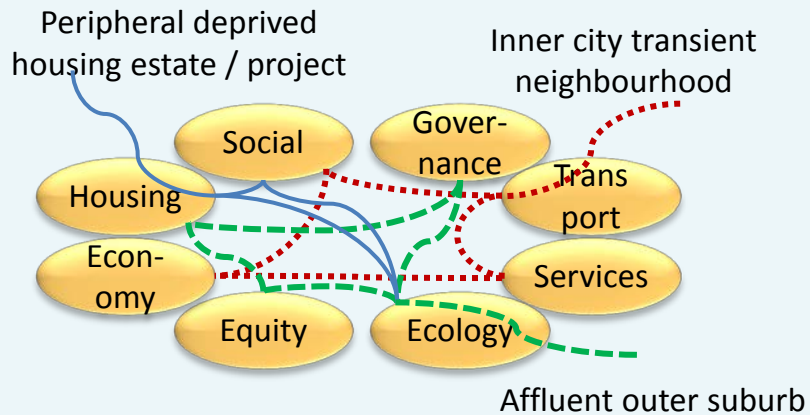 Peripheral deprived
housing estate / project
Inner city transient
neighbourhood
Social
Gover-
nance
Housing
Trans
port
Econ-
omy
Services
Equity
Ecology
Affluent outer suburb